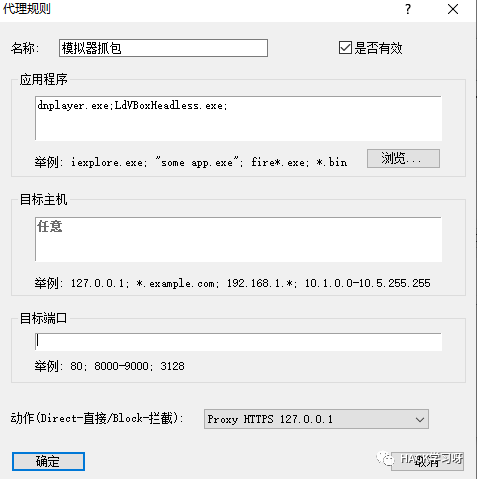 代理规则 ?
名称: 模拟器抓包 是否有效
应用程序
dnplayer.exe;LdVBoxHeadless.exe;
举例: iexplore.exe; "some app.exe"; fire*.exe; *.bin 浏览...
目标主机
任意
举例: 127.0.0.1; *.example.com; 192.168.1.*; 10.1.0.0-10.5.255.255
目标端口
举例: 80; 8000-9000; 3128
动作(Direct-直接/Block-拦截): Proxy HTTPS 127.0.0.1
确定 取消
HACK学习呀